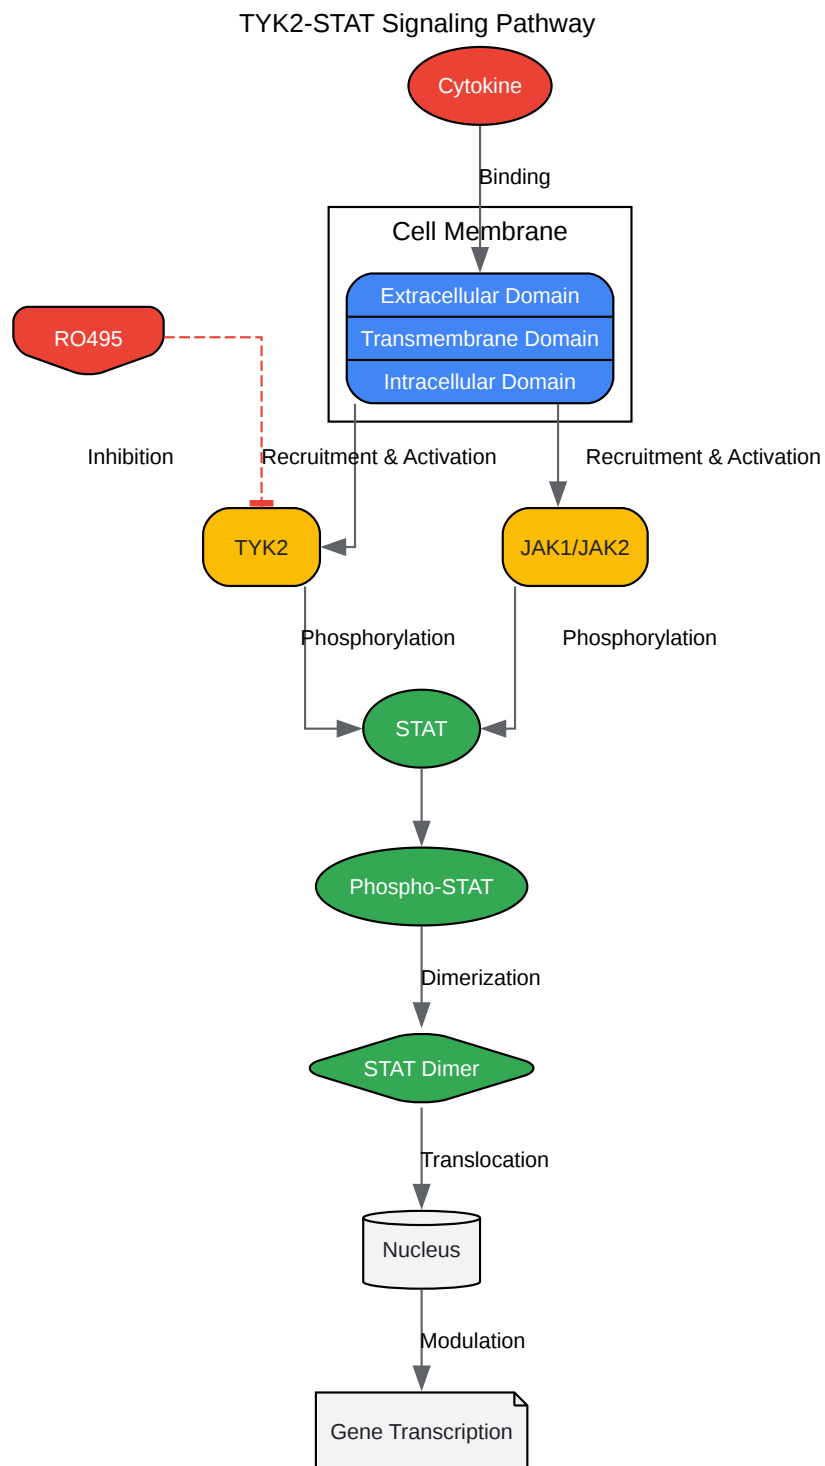 TYK2-STAT Signaling Pathway
Cytokine
Binding
Cell Membrane
Extracellular Domain
Transmembrane Domain
Intracellular Domain
RO495
Inhibition
Recruitment & Activation
Recruitment & Activation
TYK2
JAK1/JAK2
Phosphorylation
Phosphorylation
STAT
Phospho-STAT
Dimerization
STAT Dimer
Translocation
Nucleus
Modulation
Gene Transcription